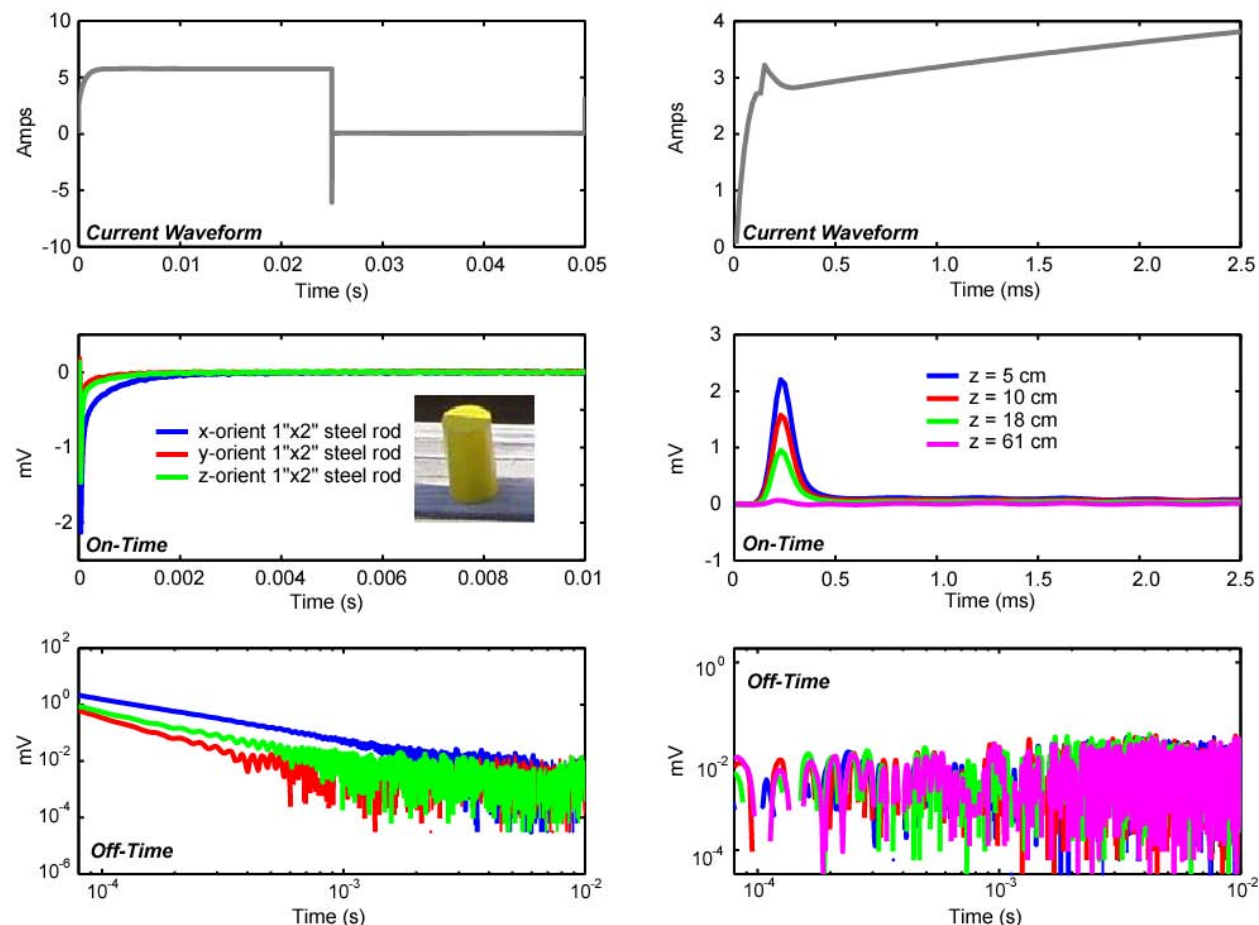 10
5
0
-5
-10
Amps
Current Waveform
0 0.01 0.02 0.03 0.04 0.05
Time (s)
4
3
2
1
0
Amps
Current Waveform
0 0.5 1.0 1.5 2.0 2.5
Time (ms)
0
-1
-2
mV
x-orient 1"x2" steel rod
y-orient 1"x2" steel rod
z-orient 1"x2" steel rod
On-Time
0 0.002 0.004 0.006 0.008 0.01
Time (s)
3
2
1
0
-1
mV
z = 5 cm
z = 10 cm
z = 18 cm
z = 61 cm
On-Time
0 0.5 1.0 1.5 2.0 2.5
Time (ms)
10^2
10^0
10^-2
10^-4
10^-6
mV
Off-Time
10^-4 10^-3 10^-2
Time (s)
10^0
10^-2
10^-4
mV
Off-Time
10^-4 10^-3 10^-2
Time (s)